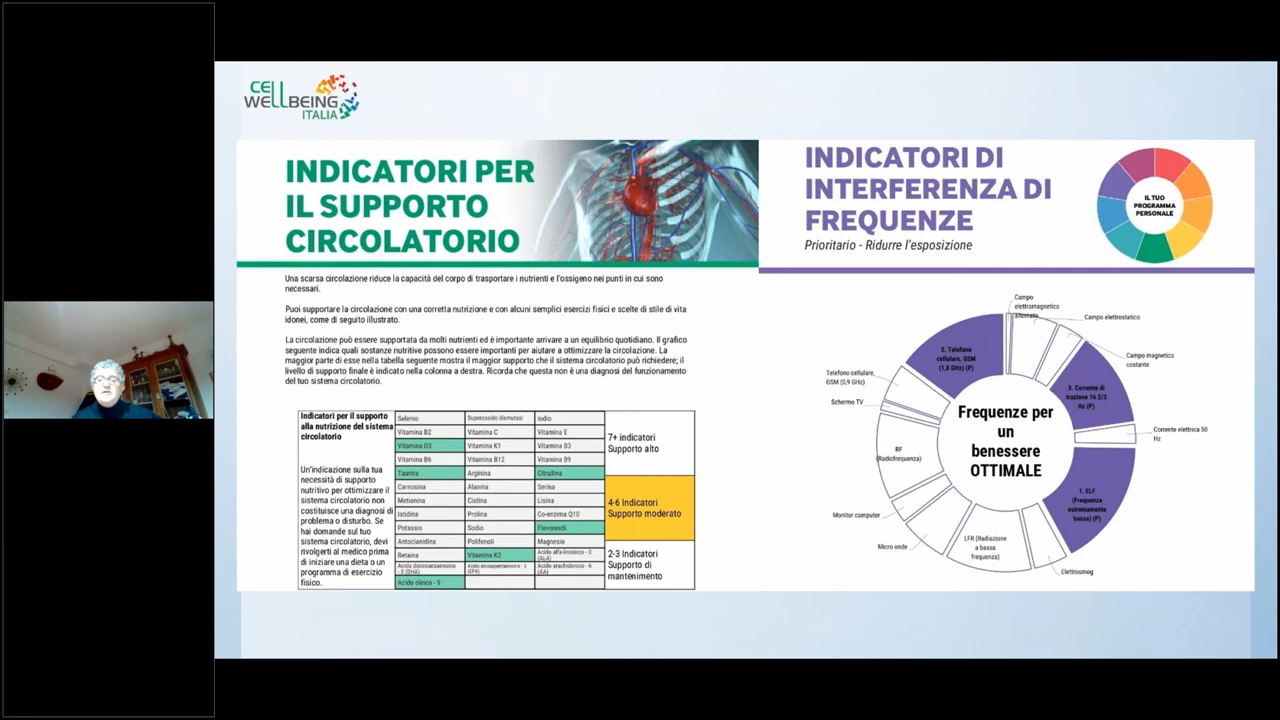 CELL
WELLBEING
ITALIA
INDICATORI PER
IL SUPPORTO
CIRCOLATORIO
Una scarsa circolazione riduce la capacità del corpo di trasportare i nutrienti e l'ossigeno nei punti in cui sono
necessari.
Puoi supportare la circolazione con una corretta nutrizione e con alcuni semplici esercizi fisici e scelte di stile di vita
idonei, come di seguito illustrato.
La circolazione può essere supportata da molti nutrienti ed è importante arrivare a un equilibrio quotidiano. Il grafico
seguente indica quali sostanze nutritive possono essere importanti per aiutare a ottimizzare la circolazione. La
maggior parte di esse nella tabella seguente mostra il maggior supporto che il sistema circolatorio può richiedere; il
livello di supporto finale è indicato nella colonna a destra. Ricorda che questa non è una diagnosi del funzionamento
del tuo sistema circolatorio.
Indicatori per il supporto
alla nutrizione del sistema
circolatorio
Un'indicazione sulla tua
necessità di supporto
nutritivo per ottimizzare il
sistema circolatorio non
costituisce una diagnosi di
problema o disturbo. Se
hai domande sul tuo
sistema circolatorio, devi
rivolgerti al medico prima
di iniziare una dieta o un
programma di esercizio
fisico.
Selenio Superossido dismutasi Iodio
Vitamina B2 Vitamina C Vitamina E
Vitamina D3 Vitamina K1 Vitamina B3
Vitamina B6 Vitamina B12 Vitamina B9
Taurina Arginina Citrullina
Carnosina Alanina Serina
Metionina Cistina Lisina
Istidina Prolina Co-enzima Q10
Potassio Sodio Flavonoidi
Antocianidina Polifenoli Magnesio
Betaina Vitamina K2 Acido alfa-linoleico - 3
(ALA)
Acido docosaesaenoico
- 3 (DHA) Acido eicosapentaenoico - 3
(EPA) Acido arachidonico - 6
(AA)
Acido oleico - 9
7+ indicatori
Supporto alto
4-6 Indicatori
Supporto moderato
2-3 Indicatori
Supporto di
mantenimento
INDICATORI DI
INTERFERENZA DI
FREQUENZE
Prioritario - Ridurre l'esposizione
IL TUO
PROGRAMMA
PERSONALE
Campo
elettromagnetico
alternato
Campo elettrostatico
Campo magnetico
costante
3. Corrente di
trazione 16 2/3
Hz (P)
Corrente elettrica 50
Hz
1. ELF
(Frequenza
estremamente
bassa) (P)
Elettrosmog
LFR (Radiazione
a bassa
frequenza)
Micro onde
Monitor computer
RF
(Radiofrequenza)
Schermo TV
Telefono cellulare,
GSM (0,9 GHz)
2. Telefono
cellulare, GSM
(1,8 GHz) (P)
Frequenze per
un
benessere
OTTIMALE